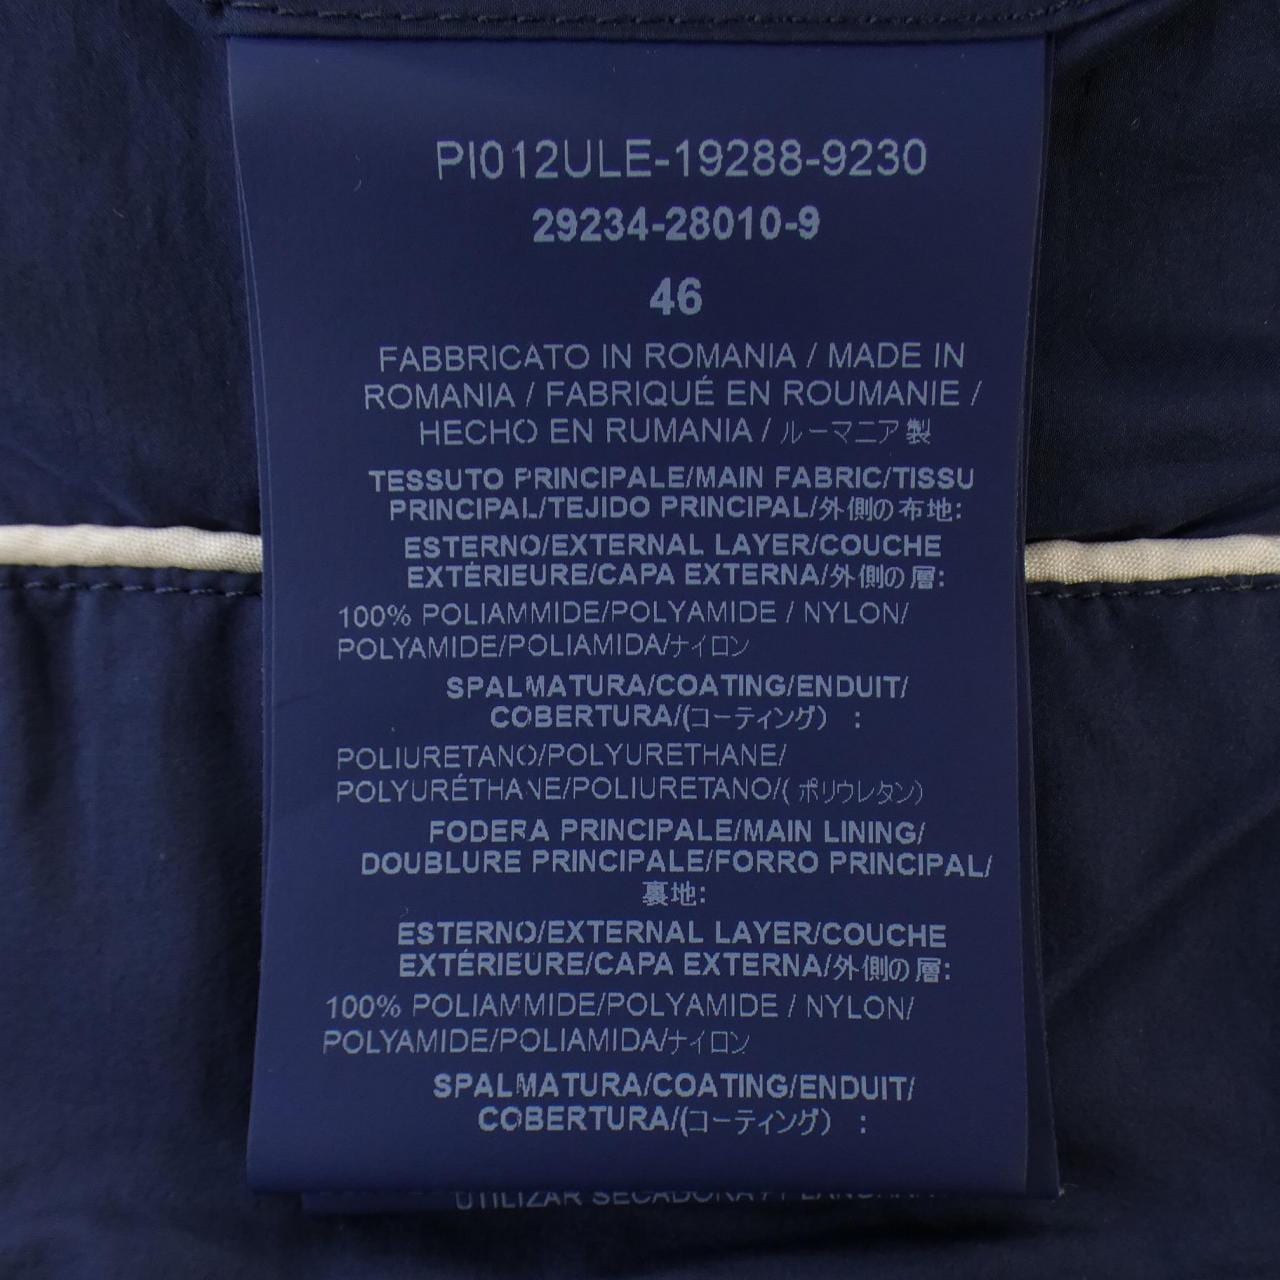 PI012ULE-19288-9230
29234-28010-9
46
FABBRICATO IN ROMANIA / MADE IN
ROMANIA / FABRIQUÉ EN ROUMANIE /
HECHO EN RUMANIA / ルーマニア製
TESSUTO PRINCIPALE/MAIN FABRIC/TISSU
PRINCIPAL/TEJIDO PRINCIPAL/外側の布地:
ESTERNO/EXTERNAL LAYER/COUCHE
EXTÉRIEURE/CAPA EXTERNA/外側の層:
100% POLIAMMIDE/POLYAMIDE / NYLON/
POLYAMIDE/POLIAMIDA/ナイロン
SPALMATURA/COATING/ENDUIT/
COBERTURA/(コーティング) :
POLIURETANO/POLYURETHANE/
POLYURÉTHANE/POLIURETANO/( ポリウレタン)
FODERA PRINCIPALE/MAIN LINING/
DOUBLURE PRINCIPALE/FORRO PRINCIPAL/
裏地:
ESTERNO/EXTERNAL LAYER/COUCHE
EXTÉRIEURE/CAPA EXTERNA/外側の層:
100% POLIAMMIDE/POLYAMIDE / NYLON/
POLYAMIDE/POLIAMIDA/ナイロン
SPALMATURA/COATING/ENDUIT/
COBERTURA/(コーティング) :
UTILIZAR SECADORA /